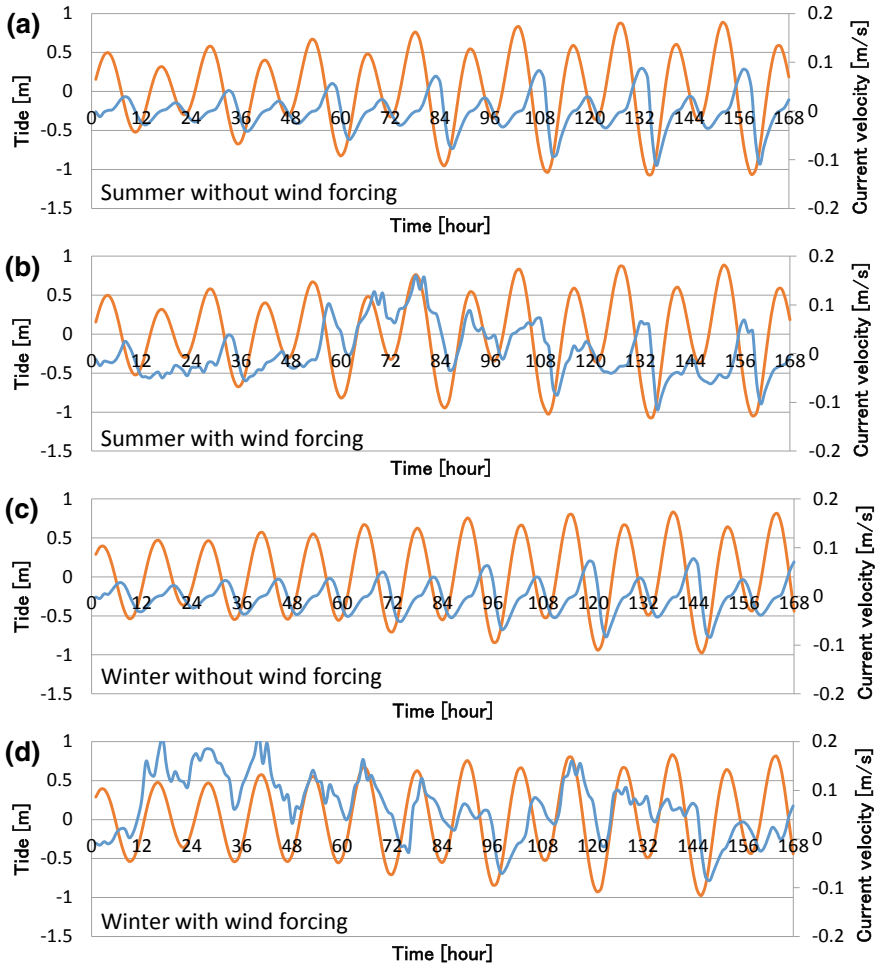 (a)
1
0.5
0
-0.5
-1
-1.5
Tide [m]
0 12 24 36 48 60 72 84 96 108 120 132 144 156 168
0.2
0.1
0
-0.1
-0.2
Current velocity [m/s]
Summer without wind forcing
Time [hour]
(b)
1
0.5
0
-0.5
-1
-1.5
Tide [m]
0 12 24 36 48 60 72 84 96 108 120 132 144 156 168
0.2
0.1
0
-0.1
-0.2
Current velocity [m/s]
Summer with wind forcing
Time [hour]
(c)
1
0.5
0
-0.5
-1
-1.5
Tide [m]
0 12 24 36 48 60 72 84 96 108 120 132 144 156 168
0.2
0.1
0
-0.1
-0.2
Current velocity [m/s]
Winter without wind forcing
Time [hour]
(d)
1
0.5
0
-0.5
-1
-1.5
Tide [m]
0 12 24 36 48 60 72 84 96 108 120 132 144 156 168
0.2
0.1
0
-0.1
-0.2
Current velocity [m/s]
Winter with wind forcing
Time [hour]